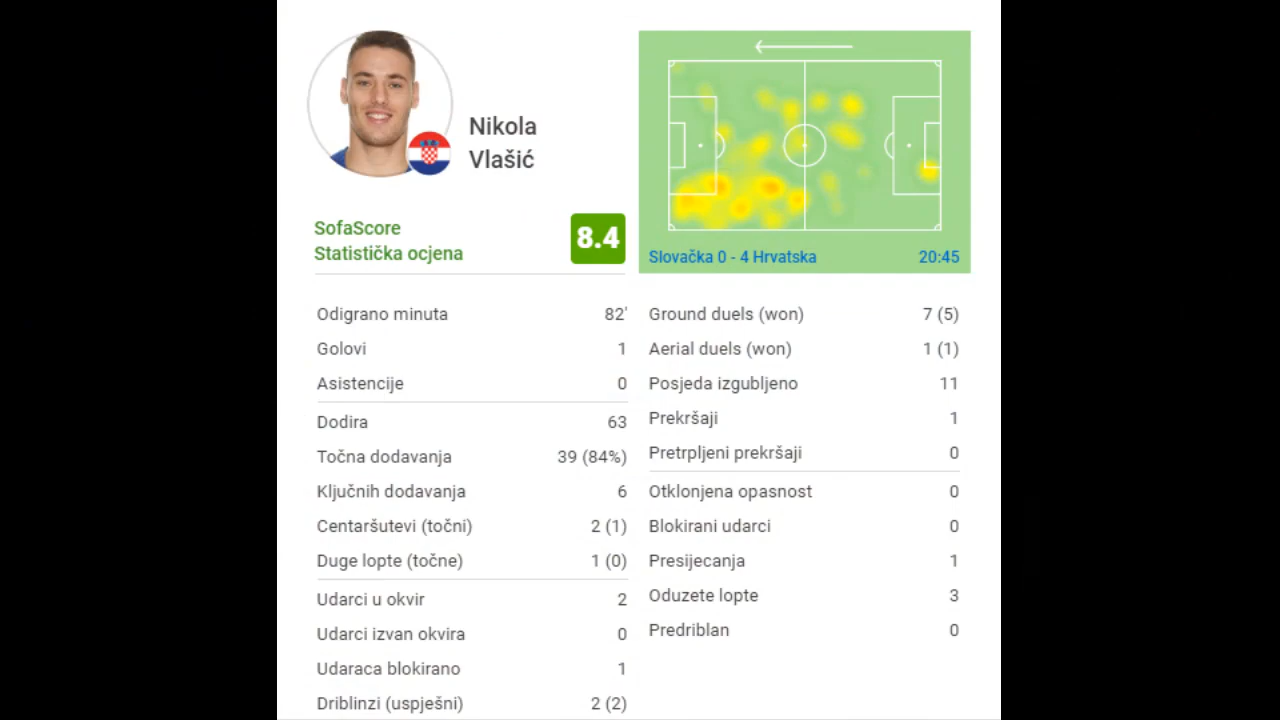 Nikola
Vlašić
SofaScore
Statistička ocjena
8.4
Slovačka 0 - 4 Hrvatska 20:45
Odigrano minuta 82'
Golovi 1
Asistencije 0
Dodira 63
Točna dodavanja 39 (84%)
Ključnih dodavanja 6
Centaršutevi (točni) 2 (1)
Duge lopte (točne) 1 (0)
Udarci u okvir 2
Udarci izvan okvira 0
Udaraca blokirano 1
Driblinzi (uspješni) 2 (2)
Ground duels (won) 7 (5)
Aerial duels (won) 1 (1)
Posjeda izgubljeno 11
Prekršaji 1
Pretrpljeni prekršaji 0
Otklonjena opasnost 0
Blokirani udarci 0
Presijecanja 1
Oduzete lopte 3
Predriblan 0